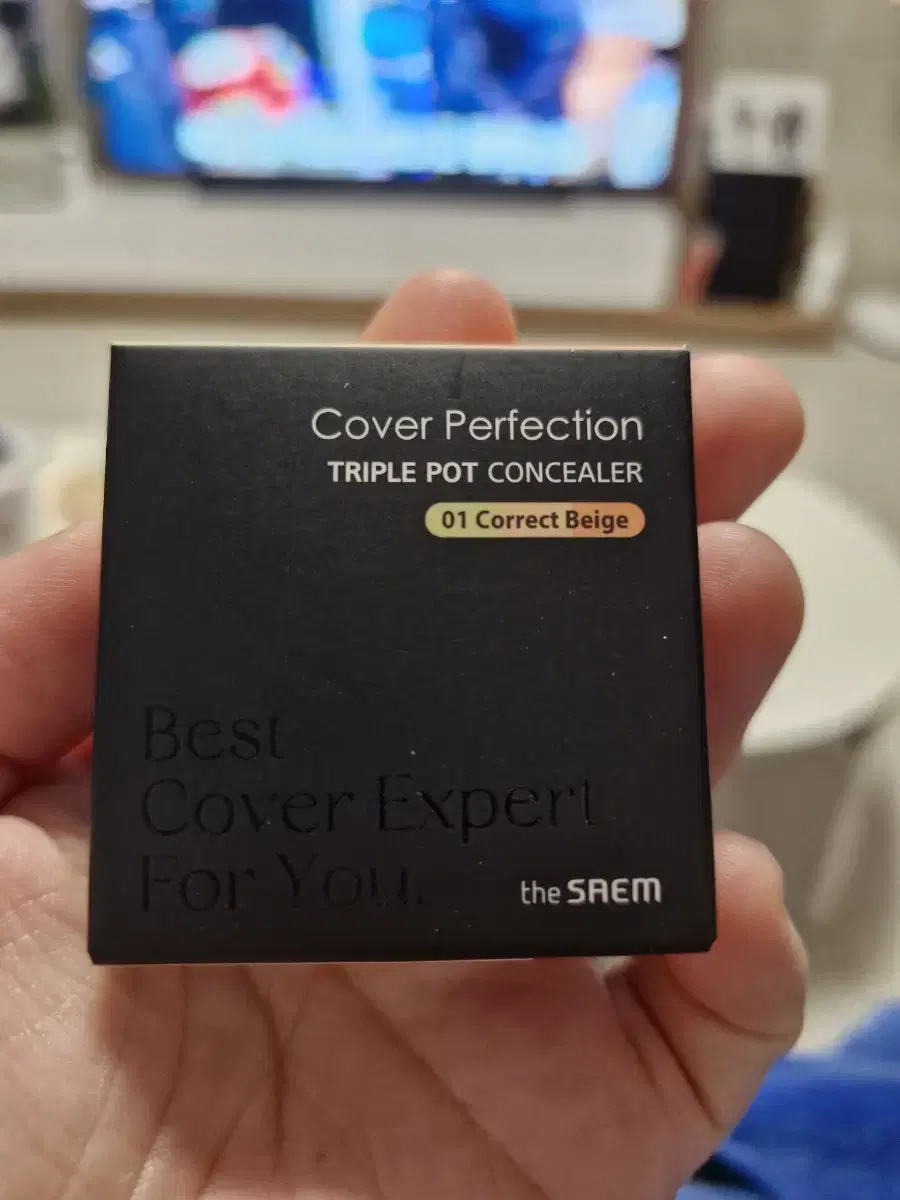 Cover Perfection
TRIPLE POT CONCEALER
01 Correct Beige
Best
Cover Expert
For You.
the SAEM